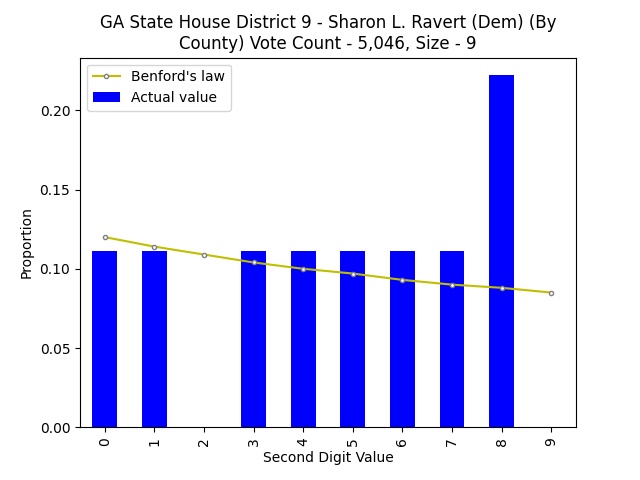 GA State House District 9 - Sharon L. Ravert (Dem) (By
County) Vote Count - 5,046, Size - 9
Benford's law
Actual value
0.20
0.15
0.10
0.05
0.00
Proportion
0 1 2 3 4 5 6 7 8 9
Second Digit Value